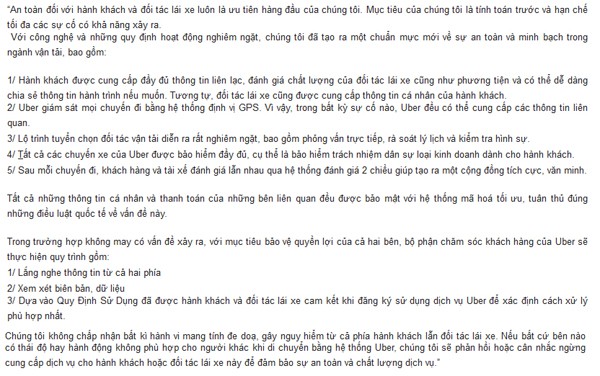 “An toàn đối với hành khách và đối tác lái xe luôn là ưu tiên hàng đầu của chúng tôi. Mục tiêu của chúng tôi là tính toán trước và hạn chế
tối đa các sự cố có khả năng xảy ra.
Với công nghệ và những quy định hoạt động nghiêm ngặt, chúng tôi đã tạo ra một chuẩn mực mới về sự an toàn và minh bạch trong
ngành vận tải, bao gồm:
1/ Hành khách được cung cấp đầy đủ thông tin liên lạc, đánh giá chất lượng của đối tác lái xe cũng như phương tiện và có thể dễ dàng
chia sẻ thông tin hành trình nếu muốn. Tương tự, đối tác lái xe cũng được cung cấp thông tin cá nhân của hành khách.
2/ Uber giám sát mọi chuyến đi bằng hệ thống định vị GPS. Vì vậy, trong bất kỳ sự cố nào, Uber đều có thể cung cấp các thông tin liên
quan.
3/ Lộ trình tuyển chọn đối tác vận tải diễn ra rất nghiêm ngặt, bao gồm phỏng vấn trực tiếp, rà soát lý lịch và kiểm tra hình sự.
4/ Tất cả các chuyến xe của Uber được bảo hiểm đầy đủ, cụ thể là bảo hiểm trách nhiệm dân sự loại kinh doanh dành cho hành khách.
5/ Sau mỗi chuyến đi, khách hàng và tài xế đánh giá lẫn nhau qua hệ thống đánh giá 2 chiều giúp tạo ra một cộng đồng tích cực, văn minh.
Tất cả những thông tin cá nhân và thanh toán của những bên liên quan đều được bảo mật với hệ thống mã hoá tối ưu, tuân thủ đúng
những điều luật quốc tế về vấn đề này.
Trong trường hợp không may có vấn đề xảy ra, với mục tiêu bảo vệ quyền lợi của cả hai bên, bộ phận chăm sóc khách hàng của Uber sẽ
thực hiện quy trình gồm:
1/ Lắng nghe thông tin từ cả hai phía
2/ Xem xét biên bản, dữ liệu
3/ Dựa vào Quy Định Sử Dụng đã được hành khách và đối tác lái xe cam kết khi đăng ký sử dụng dịch vụ Uber để xác định cách xử lý
phù hợp nhất.
Chúng tôi không chấp nhận bất kì hành vi mang tính đe doạ, gây nguy hiểm từ cả phía hành khách lẫn đối tác lái xe. Nếu bất cứ bên nào
có thái độ hay hành động không phù hợp cho người khác khi di chuyển bằng hệ thống Uber, chúng tôi sẽ phản hồi hoặc cân nhắc ngừng
cung cấp dịch vụ cho hành khách hoặc đối tác lái xe này để đảm bảo sự an toàn và chất lượng dịch vụ.”